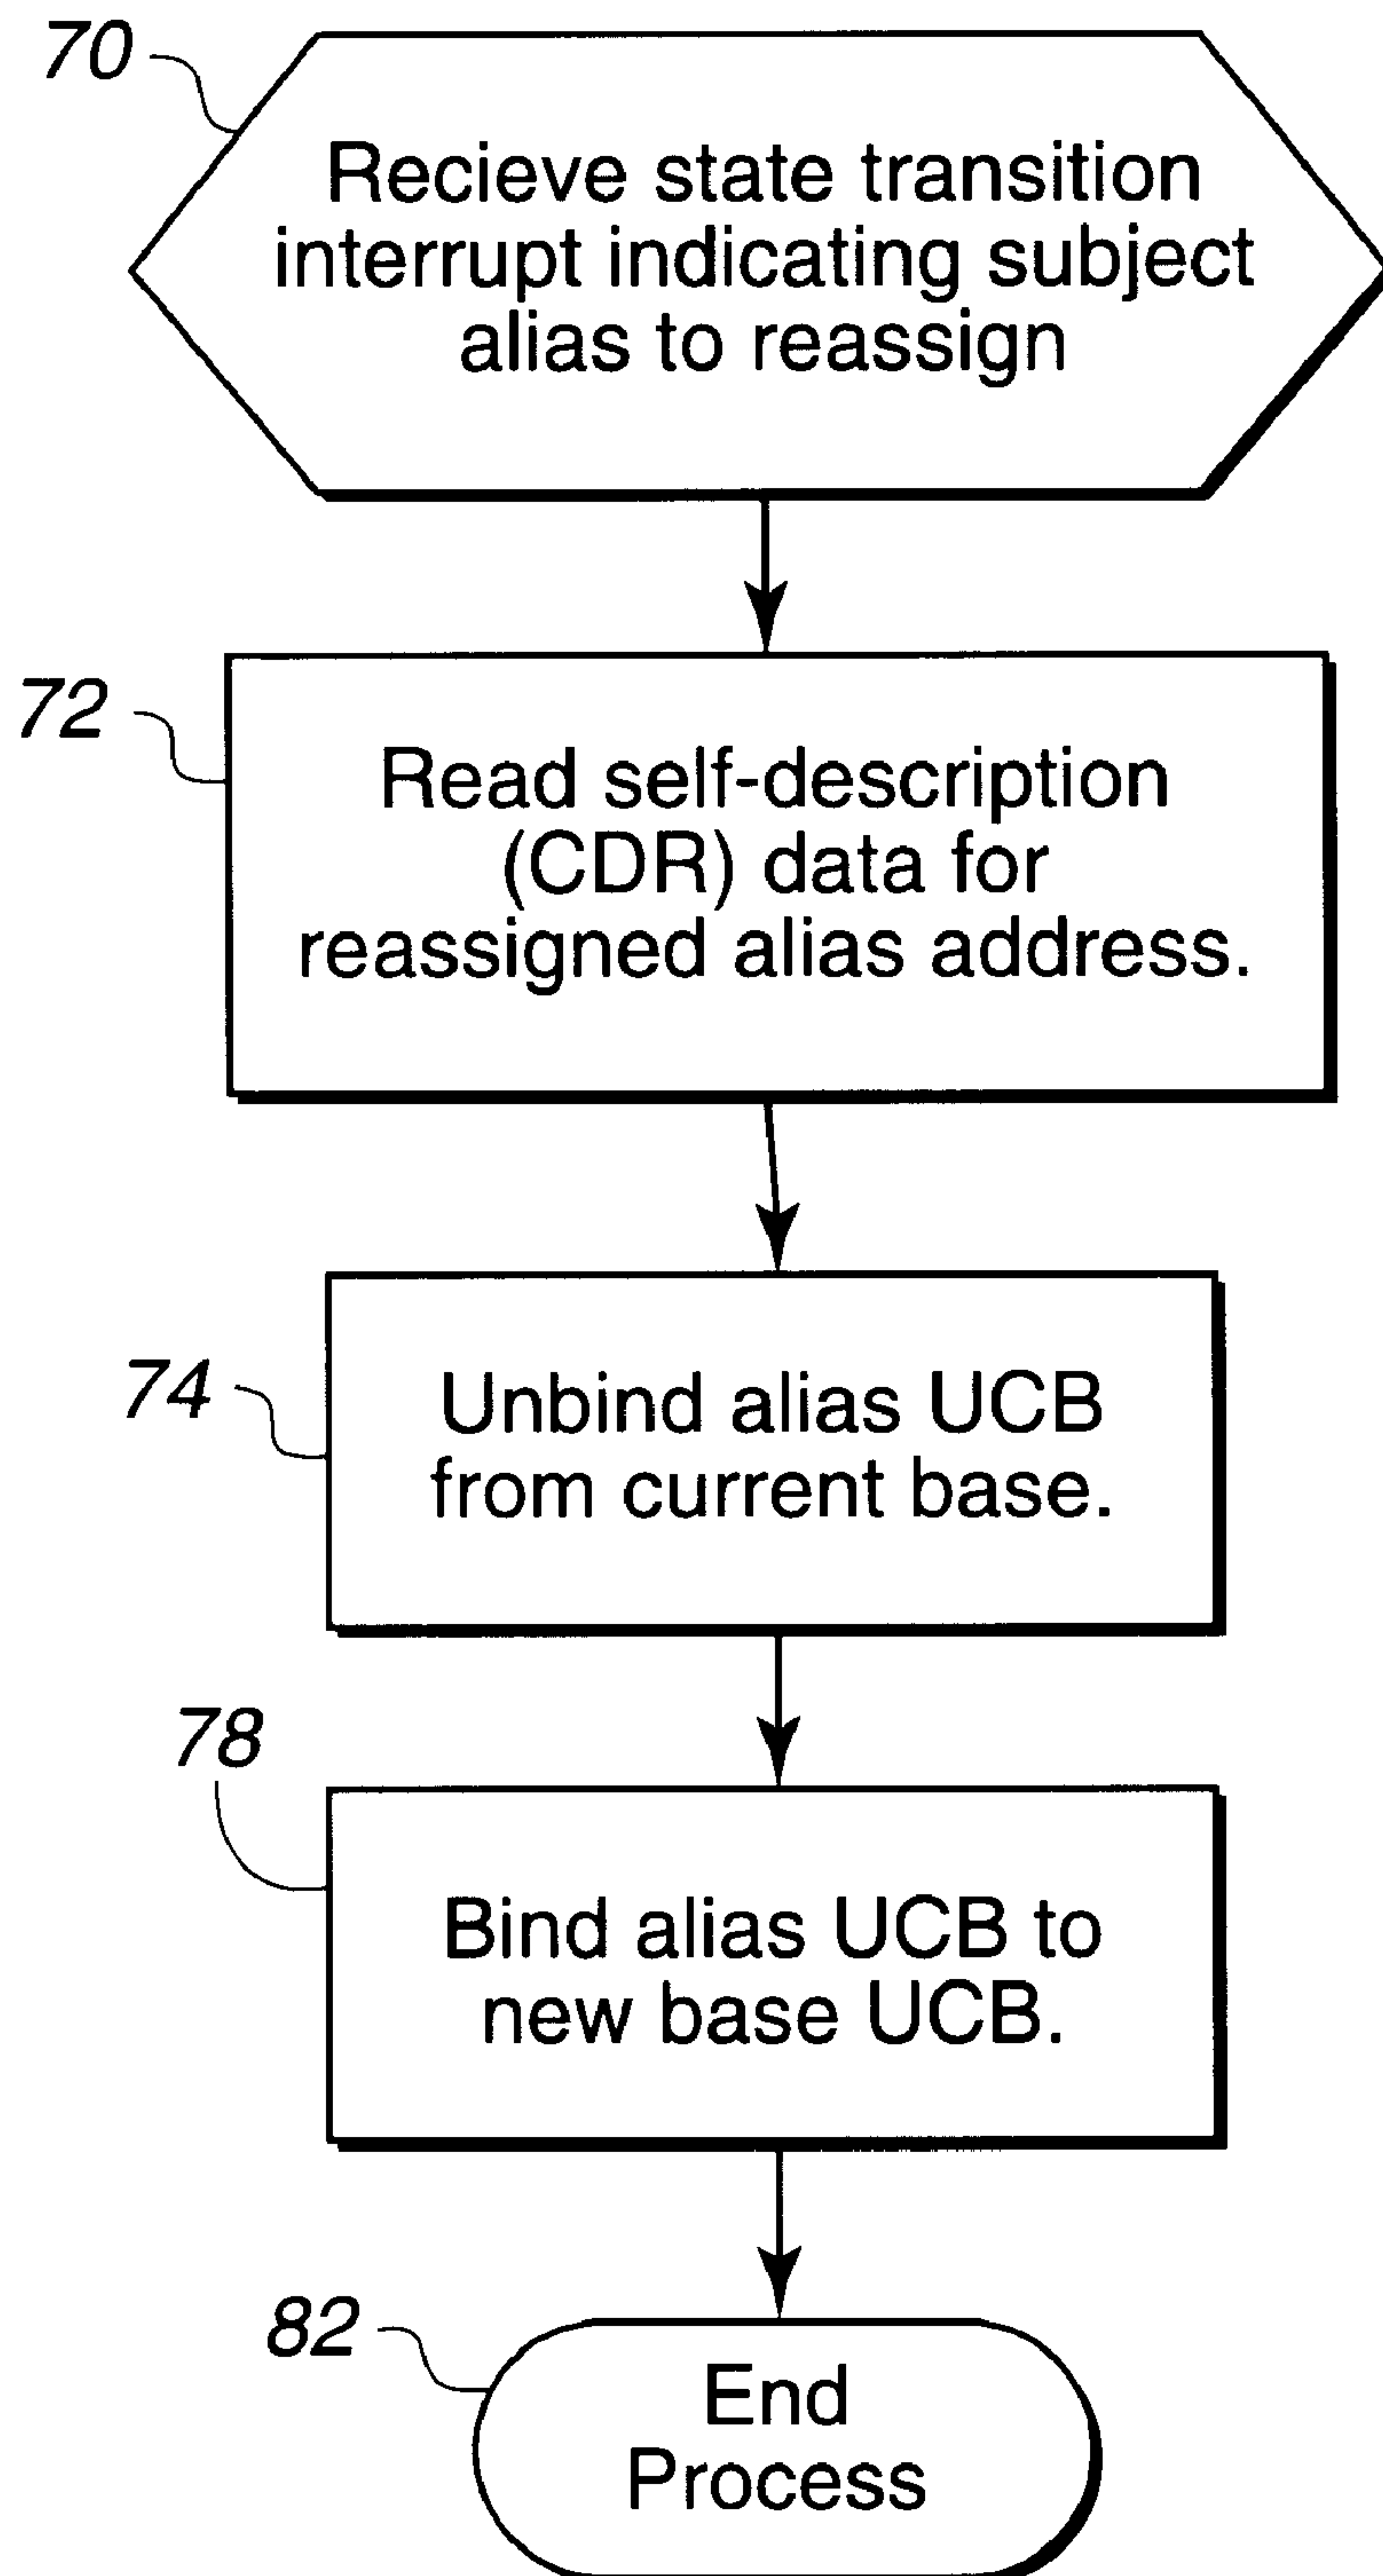 70
Recieve state transition
interrupt indicating subject
alias to reassign
72
Read self-description
(CDR) data for
reassigned alias address.
74
Unbind alias UCB
from current base.
78
Bind alias UCB to
new base UCB.
82
End
Process